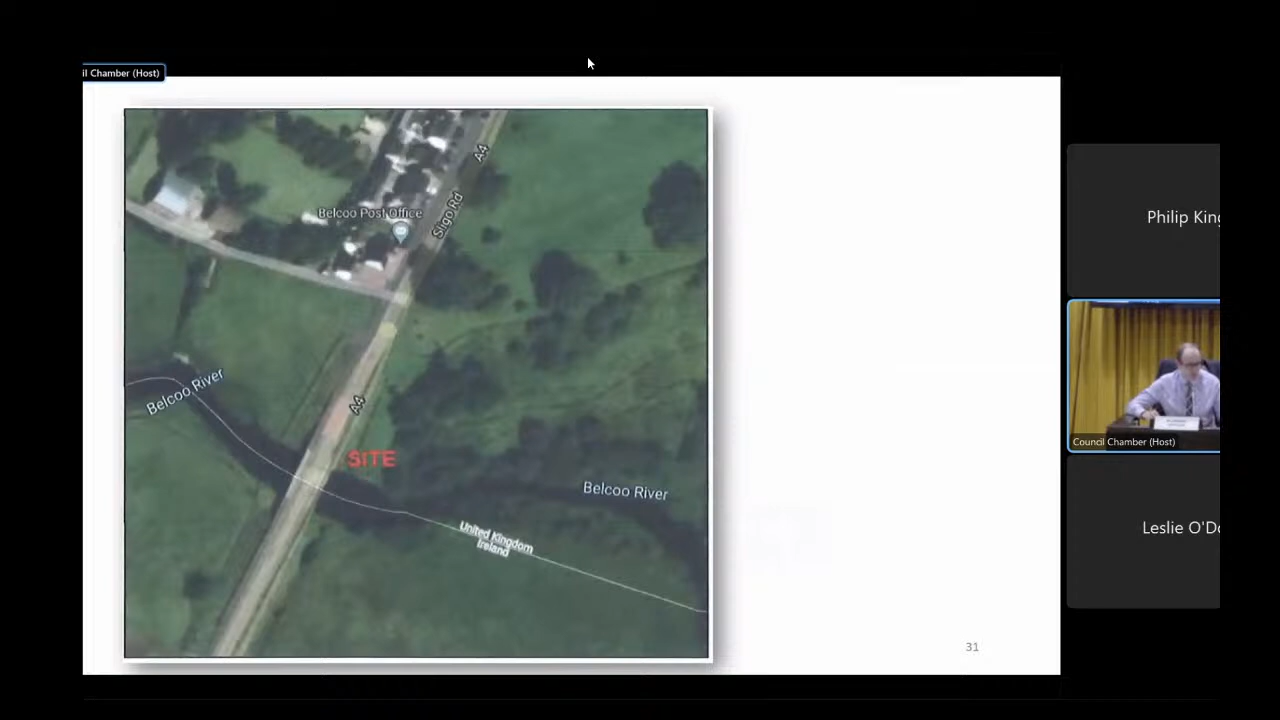 il Chamber (Host)
A4
Sligo Rd
Belcoo Post Office
Belcoo River
A4
SITE
Belcoo River
United Kingdom
Ireland
31
Philip King
Council Chamber (Host)
Leslie O'Do